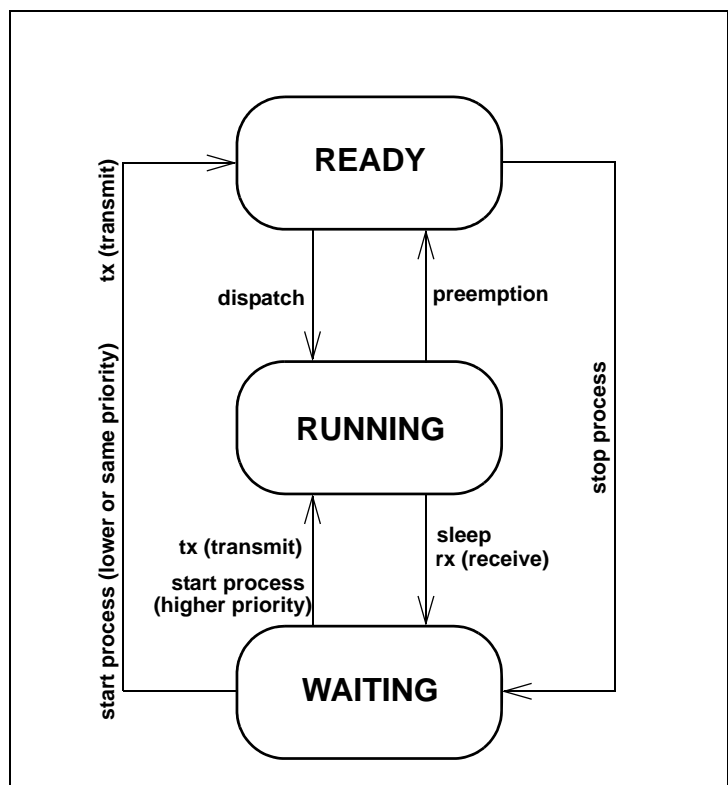 READY
tx (transmit)
dispatch
preemption
RUNNING
start process (lower or same priority)
stop process
tx (transmit)
start process
(higher priority)
sleep
rx (receive)
WAITING